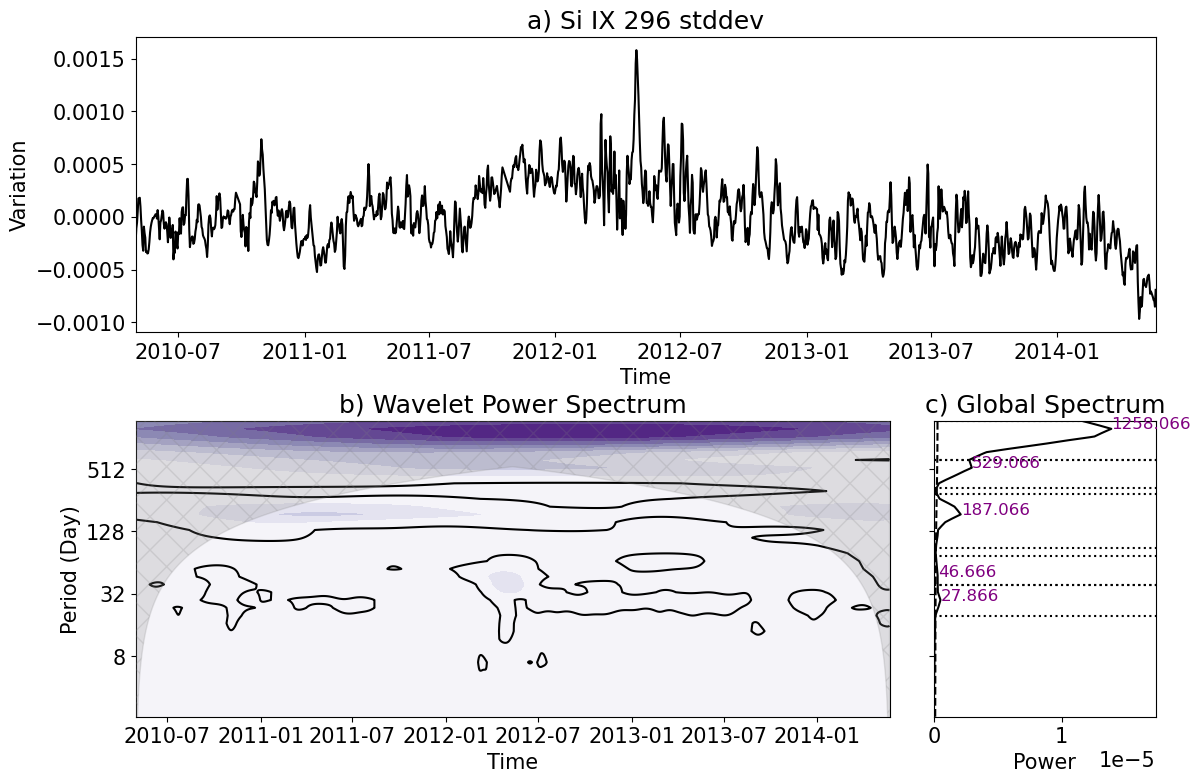 a) Si IX 296 stddev
Variation
0.0015
0.0010
0.0005
0.0000
−0.0005
−0.0010
2010-07 2011-01 2011-07 2012-01 2012-07 2013-01 2013-07 2014-01
Time
b) Wavelet Power Spectrum
Period (Day)
512
128
32
8
2010-07 2011-01 2011-07 2012-01 2012-07 2013-01 2013-07 2014-01
Time
c) Global Spectrum
1258.066
529.066
187.066
46.666
27.866
0 1
Power 1e−5